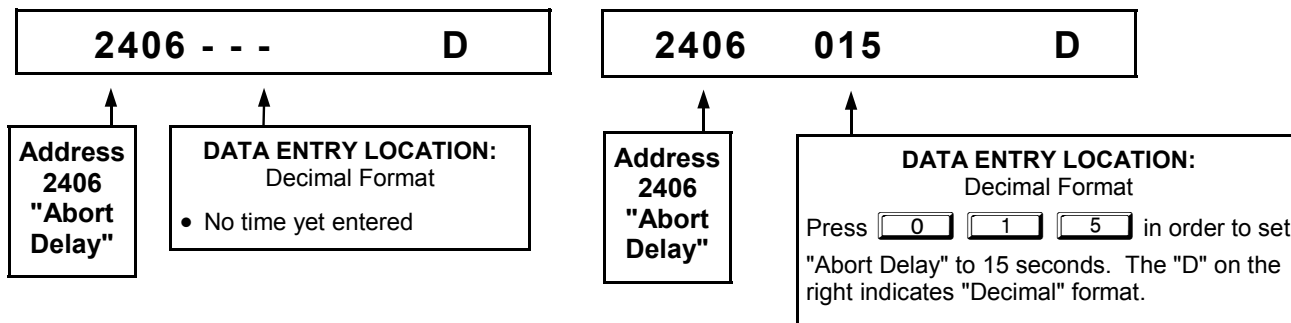 2406 - - - D
Address
2406
"Abort
Delay"
DATA ENTRY LOCATION:
Decimal Format
• No time yet entered
2406 015 D
Address
2406
"Abort
Delay"
DATA ENTRY LOCATION:
Decimal Format
Press 0 1 5 in order to set
"Abort Delay" to 15 seconds. The "D" on the
right indicates "Decimal" format.